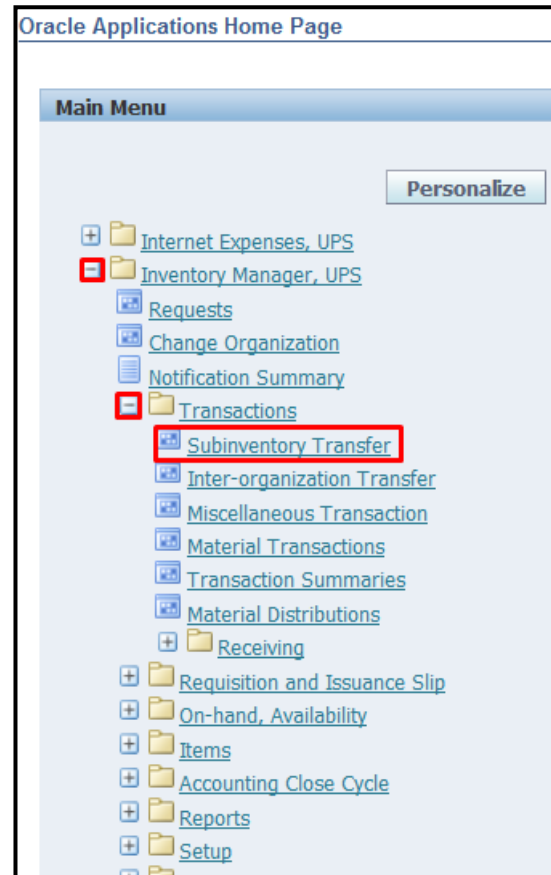 Oracle Applications Home Page
Main Menu
Personalize
Internet Expenses, UPS
Inventory Manager, UPS
Requests
Change Organization
Notification Summary
Transactions
Subinventory Transfer
Inter-organization Transfer
Miscellaneous Transaction
Material Transactions
Transaction Summaries
Material Distributions
Receiving
Requisition and Issuance Slip
On-hand, Availability
Items
Accounting Close Cycle
Reports
Setup